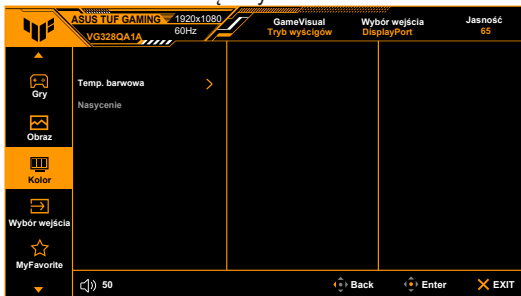 ASUS TUF GAMING
VG328QA1A
1920x1080
60Hz
GameVisual
Tryb wyścigów
Wybór wejścia
DisplayPort
Jasność
65
Gry
Obraz
Kolor
Wybór wejścia
MyFavorite
Temp. barwowa
Nasycenie
50
Back
Enter
EXIT